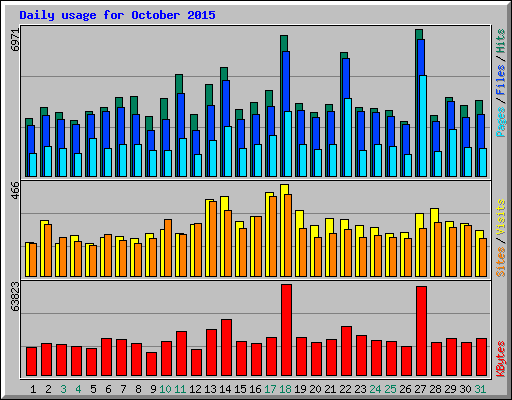 Daily usage for October 2015
6971
Pages / Files / Hits
466
Sites / Visits
63823
KBytes
1 2 3 4 5 6 7 8 9 10 11 12 13 14 15 16 17 18 19 20 21 22 23 24 25 26 27 28 29 30 31